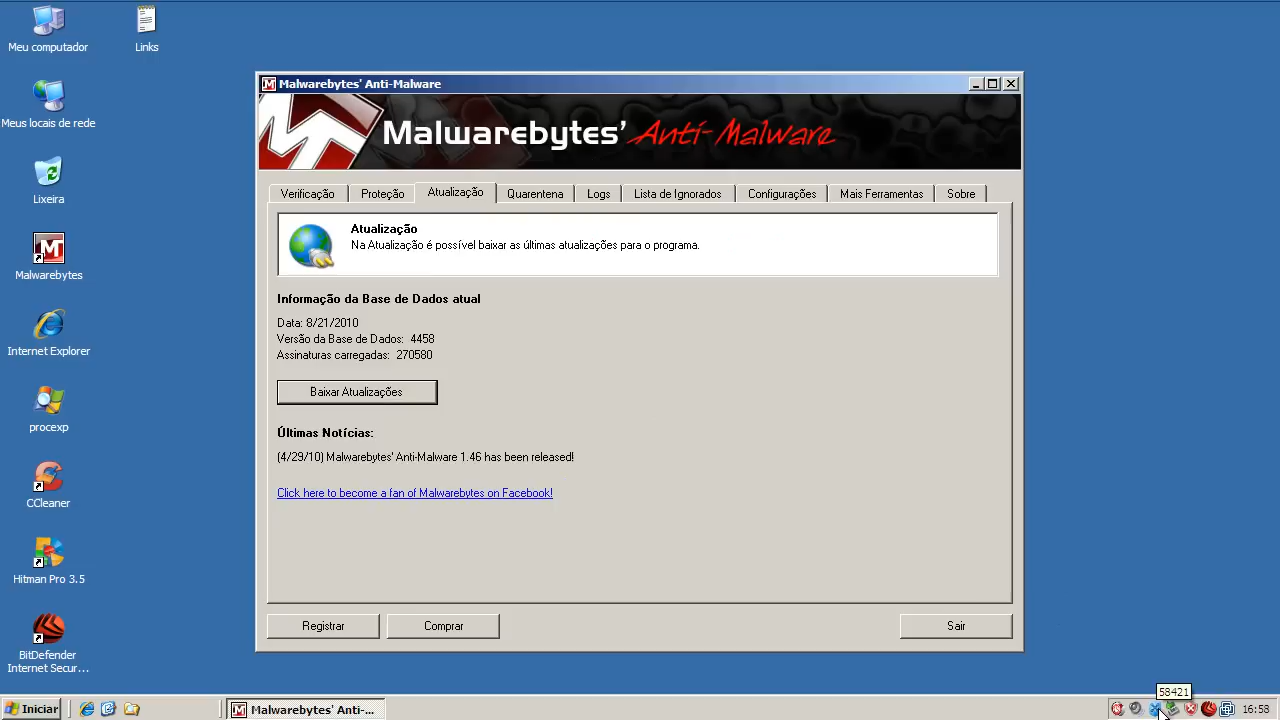 Meu computador
Links
Meus locais de rede
Lixeira
Malwarebytes
Internet Explorer
procexp
CCleaner
Hitman Pro 3.5
BitDefender
Internet Secur...
Malwarebytes' Anti-Malware
Malwarebytes' Anti-Malware
Verificação
Proteção
Atualização
Quarentena
Logs
Lista de Ignorados
Configurações
Mais Ferramentas
Sobre
Atualização
Na Atualização é possível baixar as últimas atualizações para o programa.
Informação da Base de Dados atual
Data: 8/21/2010
Versão da Base de Dados: 4458
Assinaturas carregadas: 270580
Baixar Atualizações
Últimas Notícias:
(4/29/10) Malwarebytes' Anti-Malware 1.46 has been released!
Click here to become a fan of Malwarebytes on Facebook!
Registrar
Comprar
Sair
58421
Iniciar
Malwarebytes' Anti-...
16:58